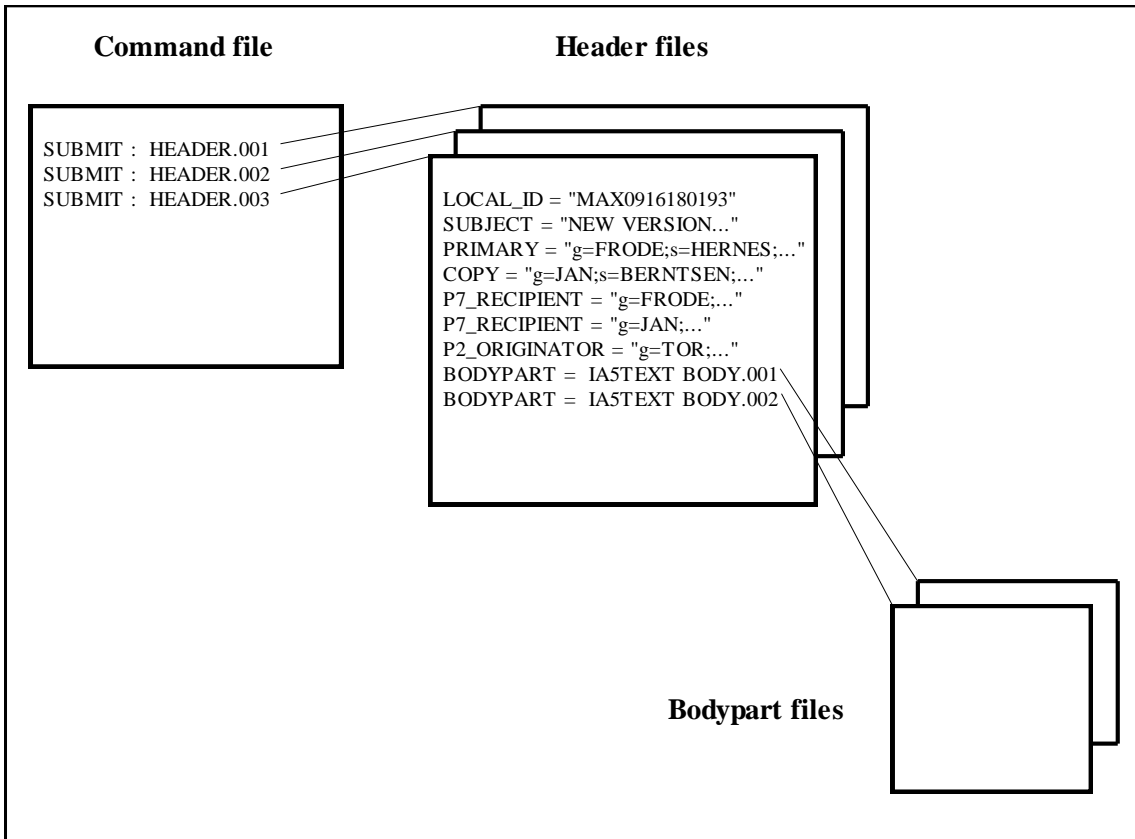 Command file
Header files
SUBMIT : HEADER.001
SUBMIT : HEADER.002
SUBMIT : HEADER.003
LOCAL_ID = "MAX0916180193"
SUBJECT = "NEW VERSION..."
PRIMARY = "g=FRODE;s=HERNES;..."
COPY = "g=JAN;s=BERNTSEN;..."
P7_RECIPIENT = "g=FRODE;..."
P7_RECIPIENT = "g=JAN;..."
P2_ORIGINATOR = "g=TOR;..."
BODYPART = IA5TEXT BODY.001
BODYPART = IA5TEXT BODY.002
Bodypart files